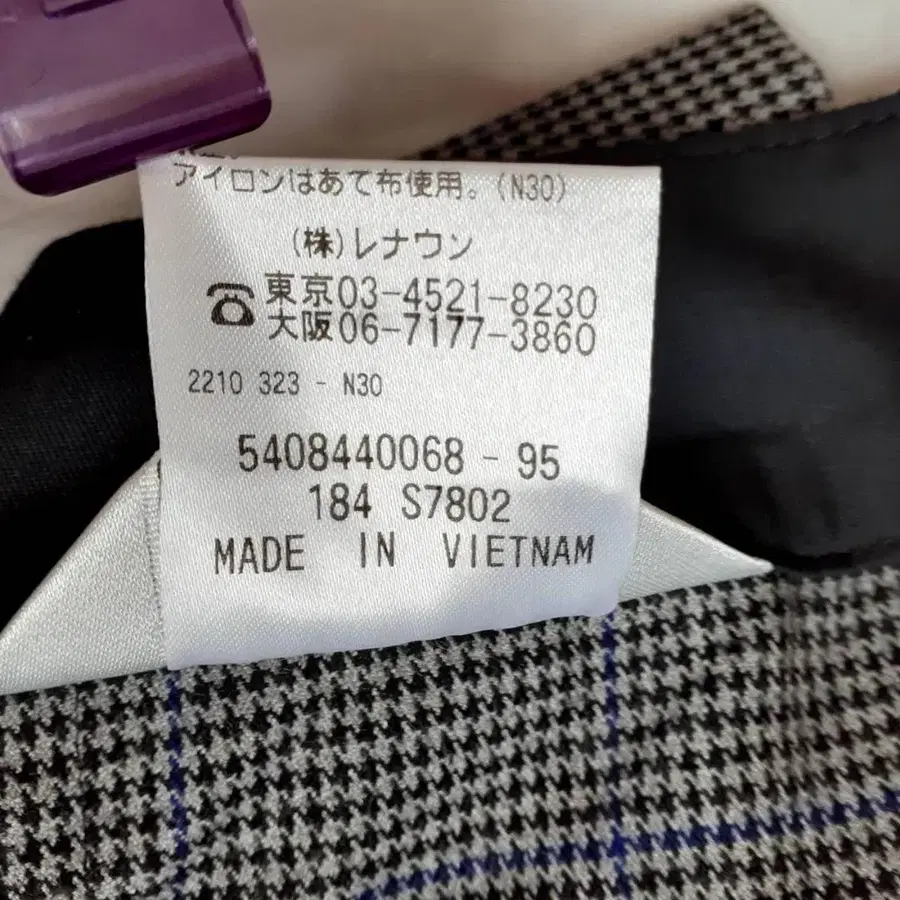 アイロンはあて布使用。(N30)
(株)レナウン
☎東京03-4521-8230
大阪06-7177-3860
2210 323 - N30
5408440068 - 95
184 S7802
MADE IN VIETNAM